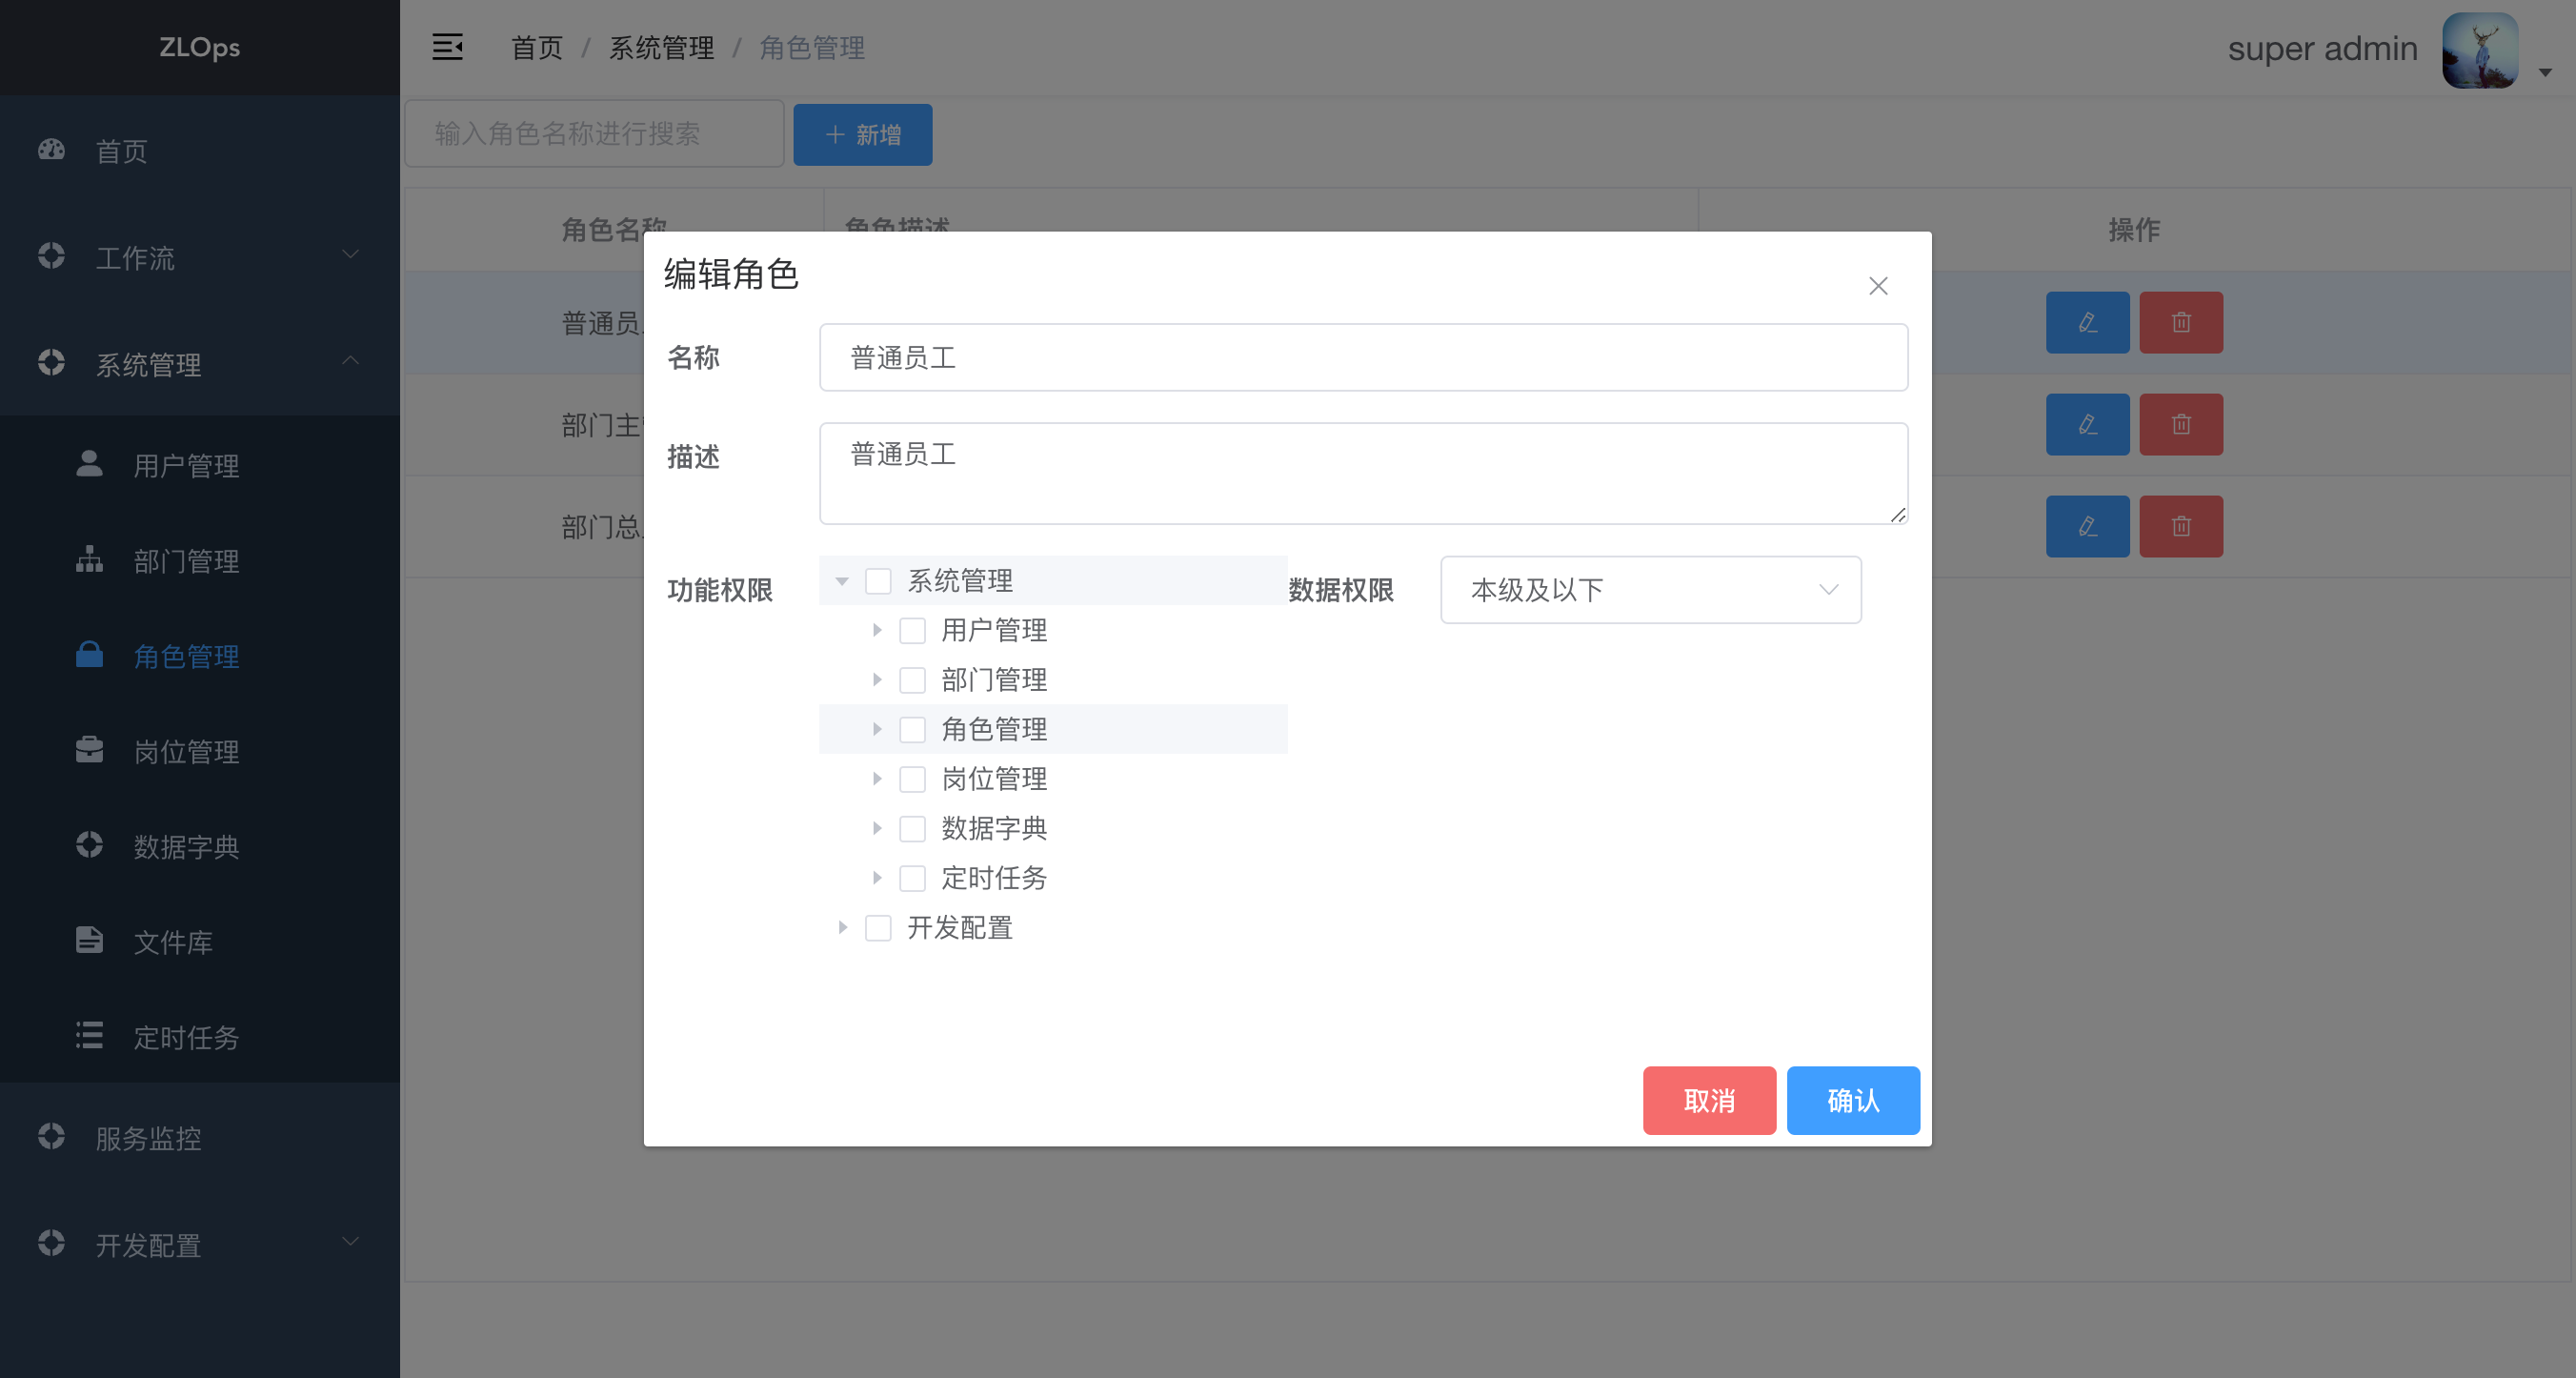 ZLOps
首页 / 系统管理 / 角色管理
super admin
首页
工作流
系统管理
用户管理
部门管理
角色管理
岗位管理
数据字典
文件库
定时任务
服务监控
开发配置
输入角色名称进行搜索
新增
角色名称 角色描述 操作
普通员
部门主
部门总
编辑角色
名称 普通员工
描述 普通员工
功能权限
系统管理
用户管理
部门管理
角色管理
岗位管理
数据字典
定时任务
开发配置
数据权限 本级及以下
取消 确认